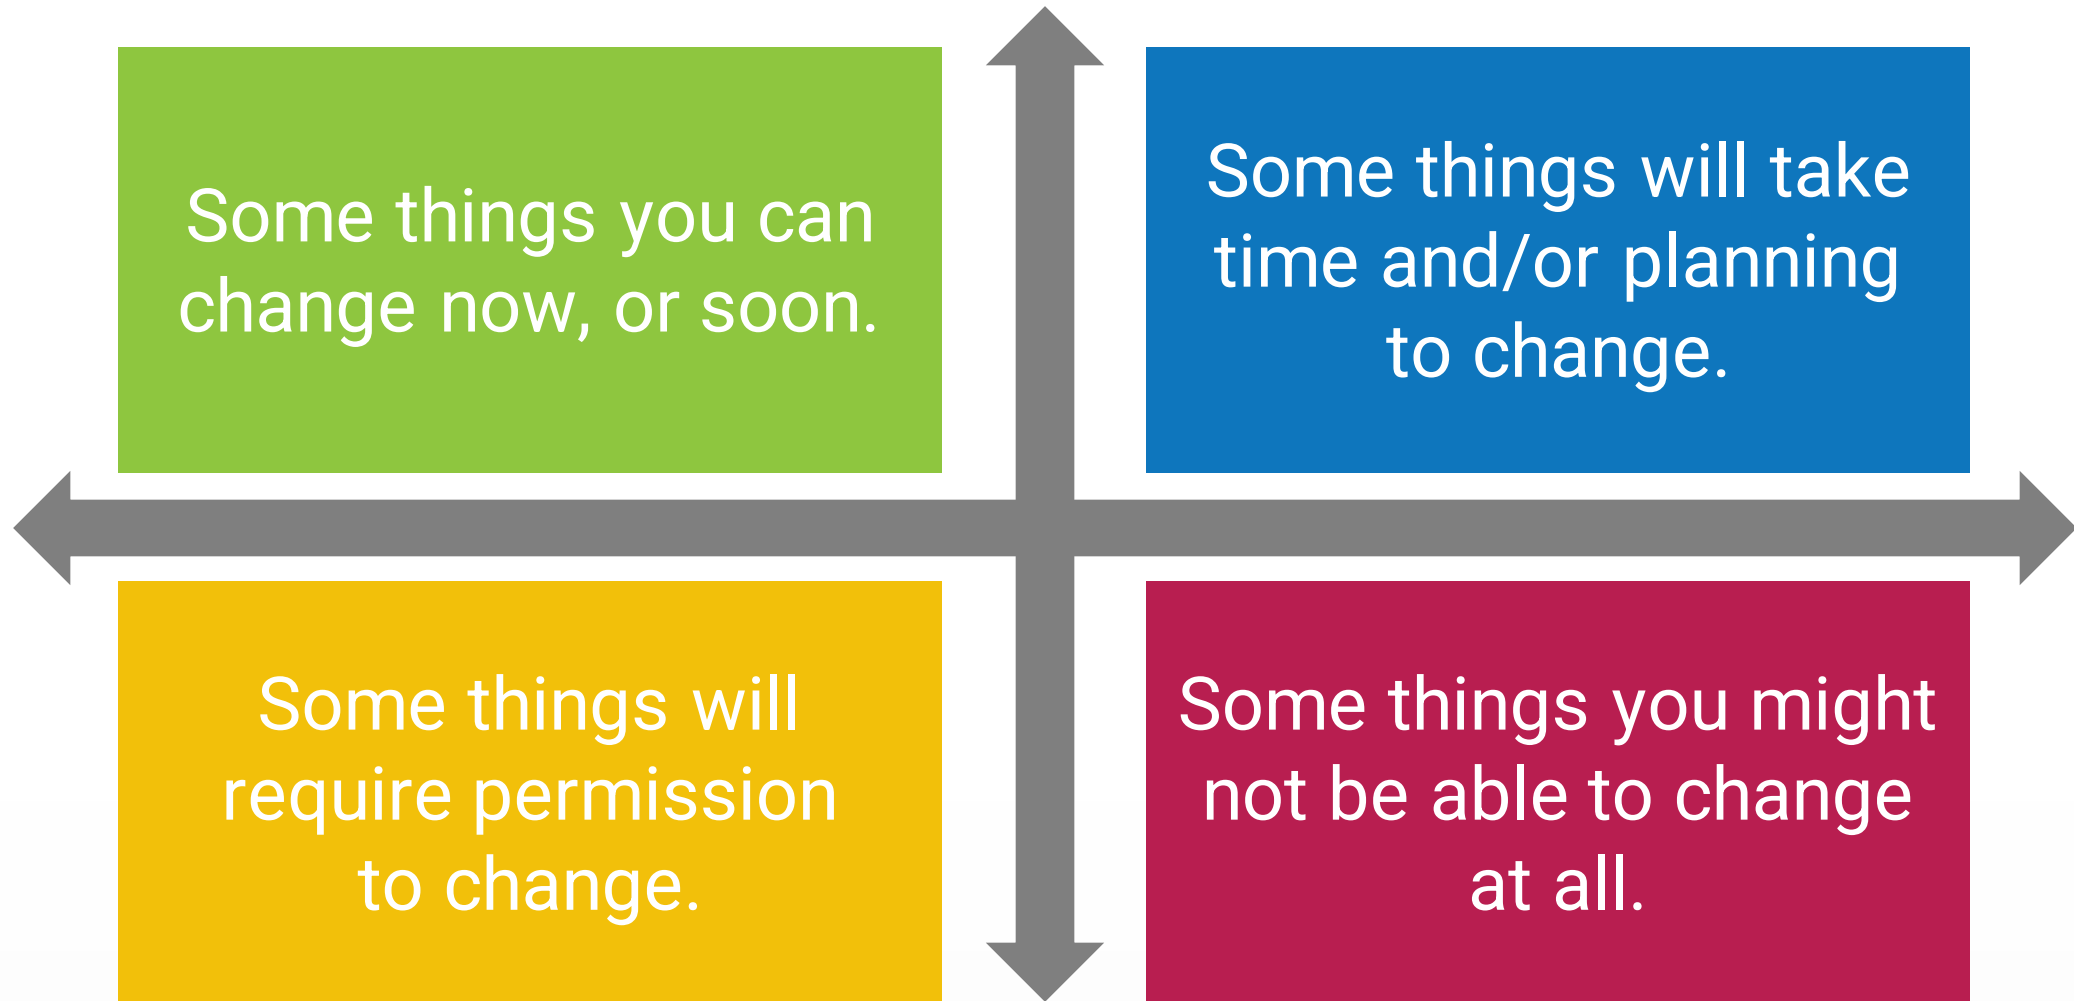 Some things you can
change now, or soon.
Some things will take
time and/or planning
to change.
Some things will
require permission
to change.
Some things you might
not be able to change
at all.